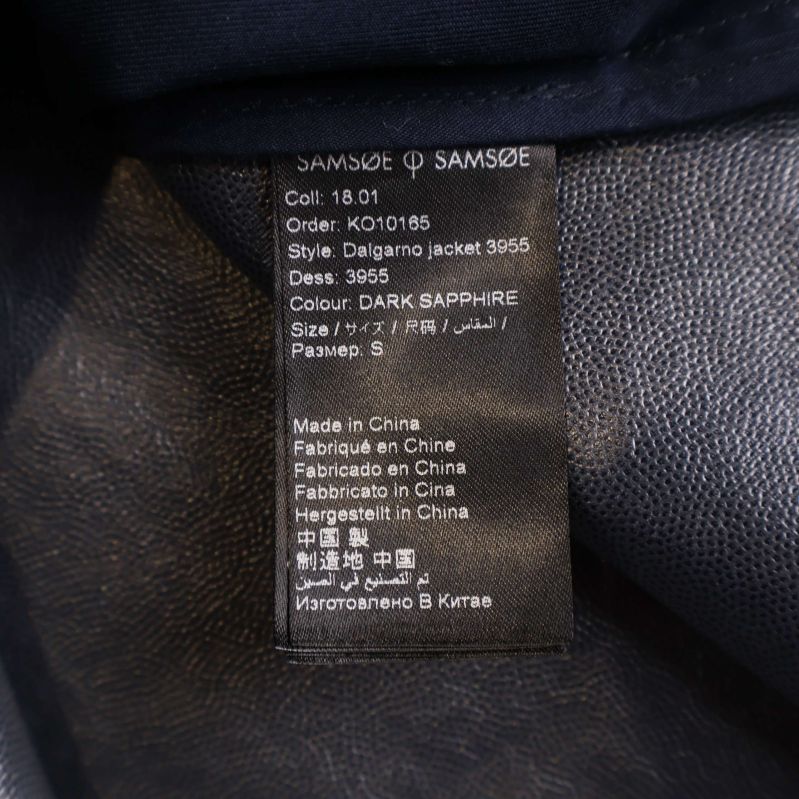 SAMSØE ϕ SAMSØE
Coll: 18.01
Order: KO10165
Style: Dalgarno jacket 3955
Dess: 3955
Colour: DARK SAPPHIRE
Size / サイズ / 尺码 / المقاس /
Размер: S
Made in China
Fabriqué en Chine
Fabricado en China
Fabbricato in Cina
Hergestellt in China
中国製
制造地 中国
تم التصنيع في الصين
Изготовлено В Китае